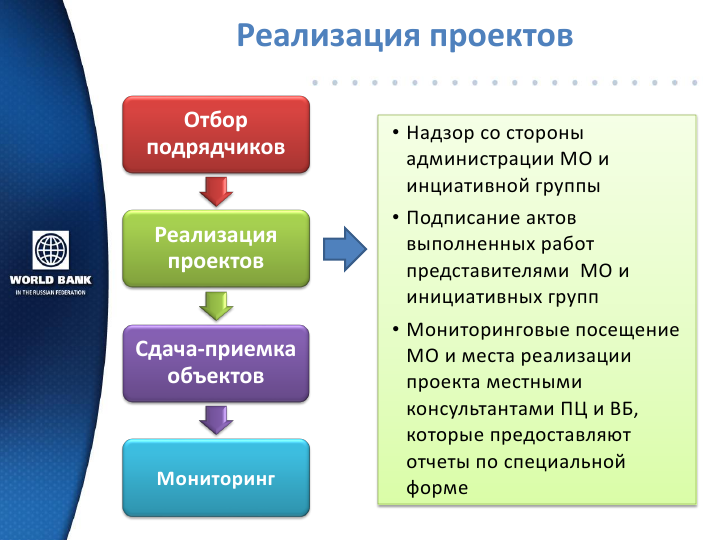 Реализация проектов
Отбор
подрядчиков
Реализация
проектов
Сдача-приемка
объектов
Мониторинг
• Надзор со стороны
администрации МО и
инциативной группы
• Подписание актов
выполненных работ
представителями МО и
инициативных групп
• Мониторинговые посещение
МО и места реализации
проекта местными
консультантами ПЦ и ВБ,
которые предоставляют
отчеты по специальной
форме
WORLD BANK
IN THE RUSSIAN FEDERATION